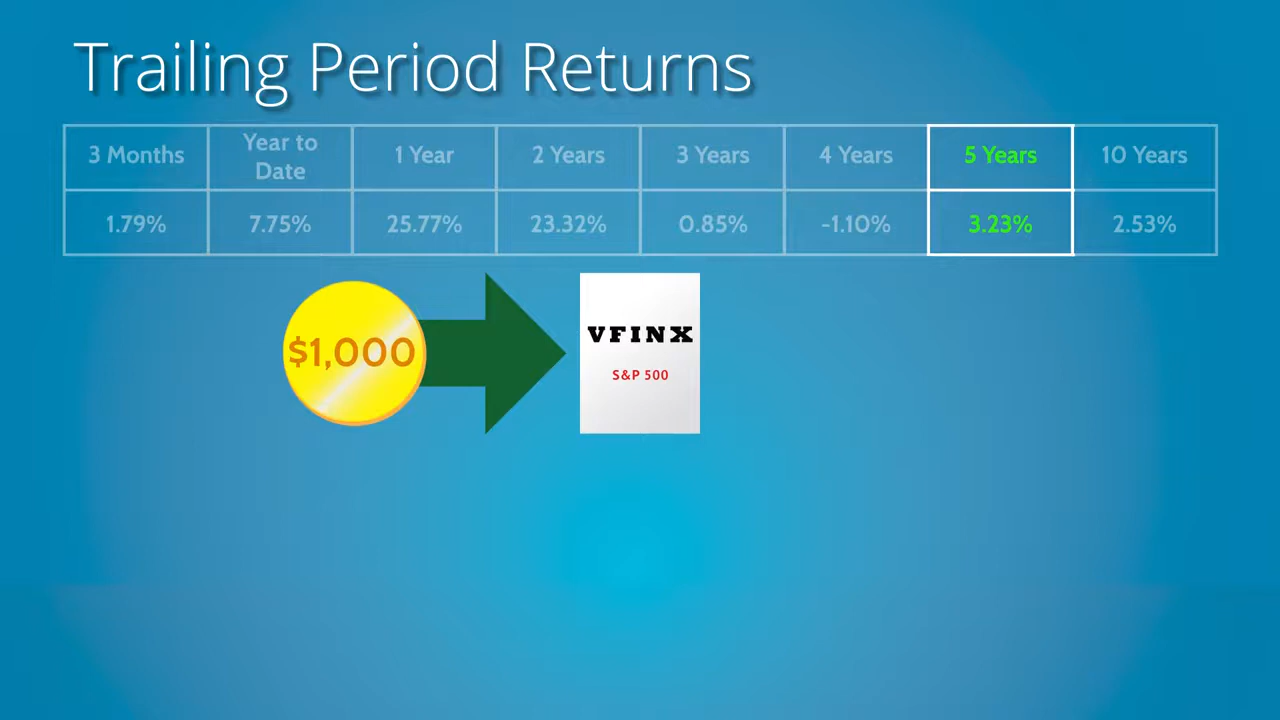 Trailing Period Returns
3 Months
Year to
Date
1 Year
2 Years
3 Years
4 Years
5 Years
10 Years
1.79%
7.75%
25.77%
23.32%
0.85%
-1.10%
3.23%
2.53%
$1,000
VFINX
S&P 500